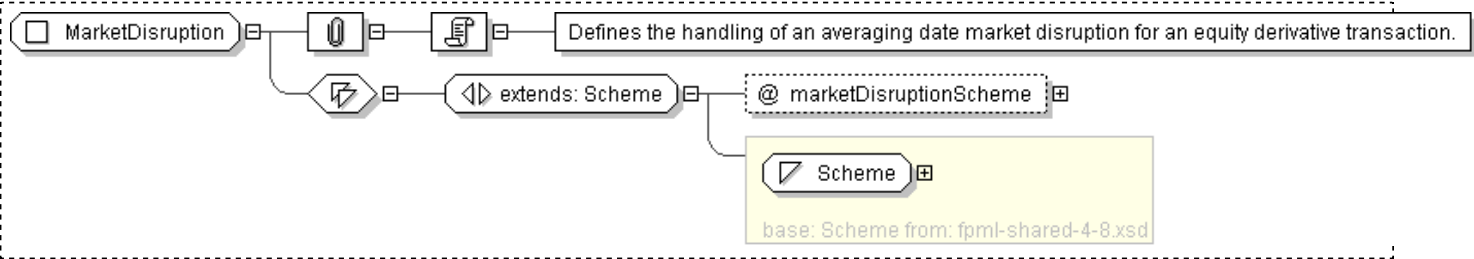 MarketDisruption
Defines the handling of an averaging date market disruption for an equity derivative transaction.
extends: Scheme
@ marketDisruptionScheme
Scheme
base: Scheme from: fpml-shared-4-8.xsd